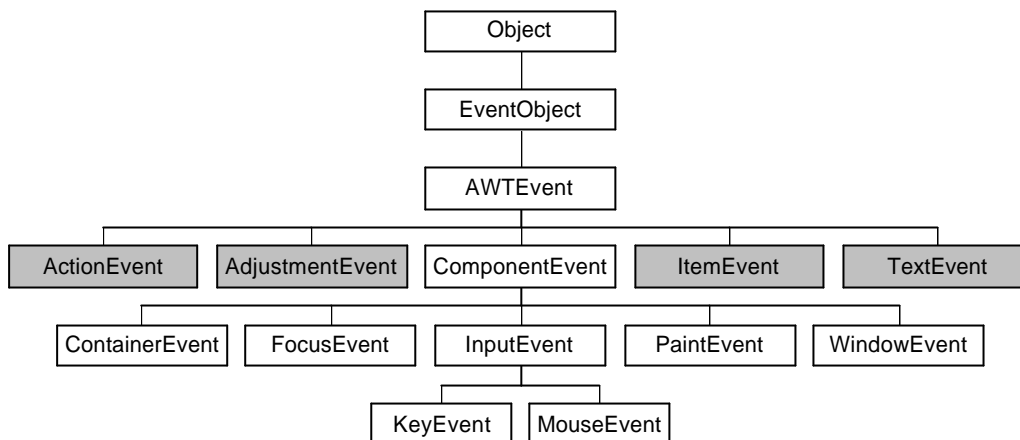 Object
EventObject
AWTEvent
ActionEvent AdjustmentEvent ComponentEvent ItemEvent TextEvent
ContainerEvent FocusEvent InputEvent PaintEvent WindowEvent
KeyEvent MouseEvent